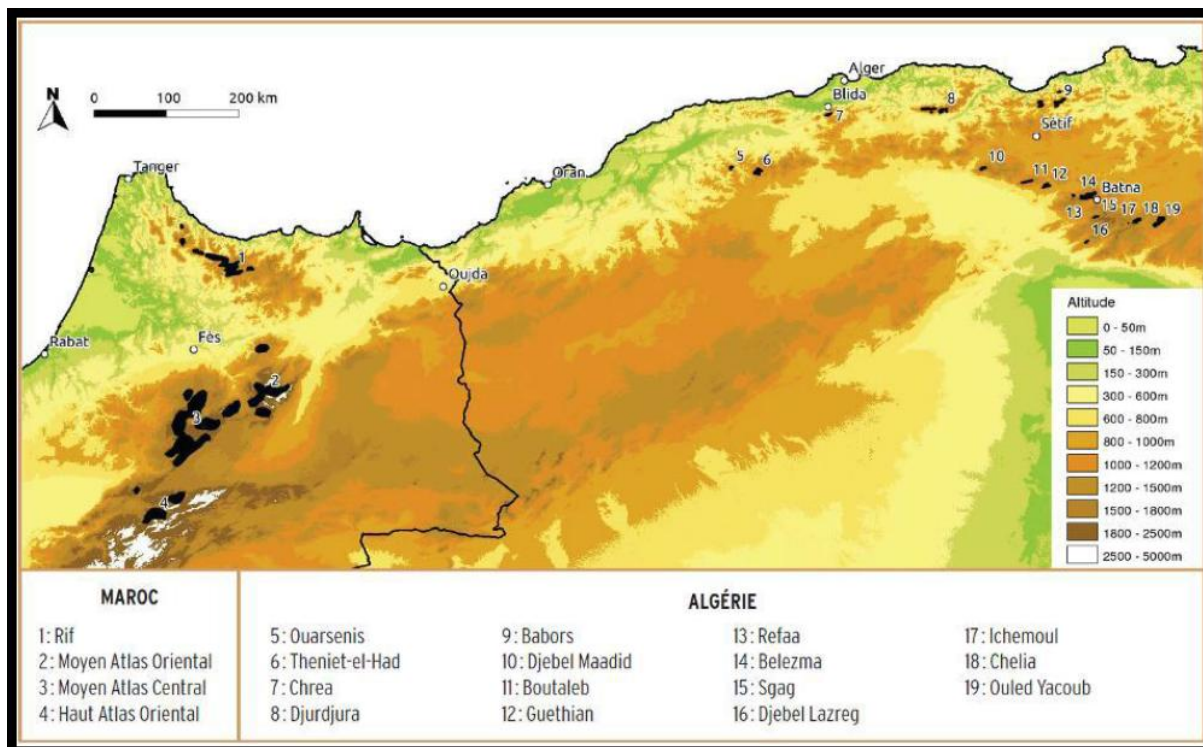 N
0 100 200 km
Alger
Blida
9
8
7
Sétif
Tanger
5 6
10
Oran
11 12
14
Batna
13 15 17 18 19
16
1
Oujda
Fès
Rabat
2
3
4
Altitude
0 - 50m
50 - 150m
150 - 300m
300 - 600m
600 - 800m
800 - 1000m
1000 - 1200m
1200 - 1500m
1500 - 1800m
1800 - 2500m
2500 - 5000m
MAROC
1: Rif
2: Moyen Atlas Oriental
3: Moyen Atlas Central
4: Haut Atlas Oriental
ALGÉRIE
5: Ouarsenis
6: Theniet-el-Had
7: Chrea
8: Djurdjura
9: Babors
10: Djebel Maadid
11: Boutaleb
12: Guethian
13: Refaa
14: Belezma
15: Sgag
16: Djebel Lazreg
17: Ichemoul
18: Chelia
19: Ouled Yacoub